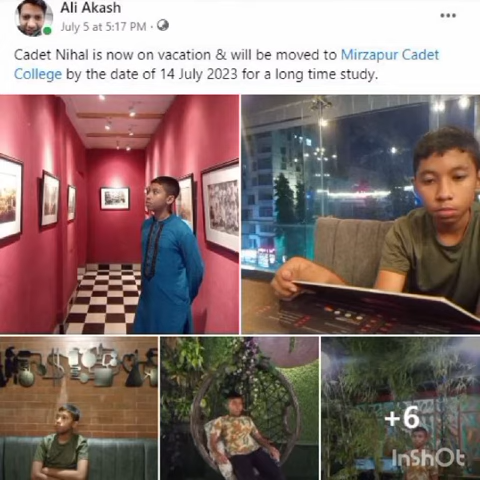 Ali Akash
July 5 at 5:17 PM ·
Cadet Nihal is now on vacation & will be moved to Mirzapur Cadet
College by the date of 14 July 2023 for a long time study.
+6
InShOt